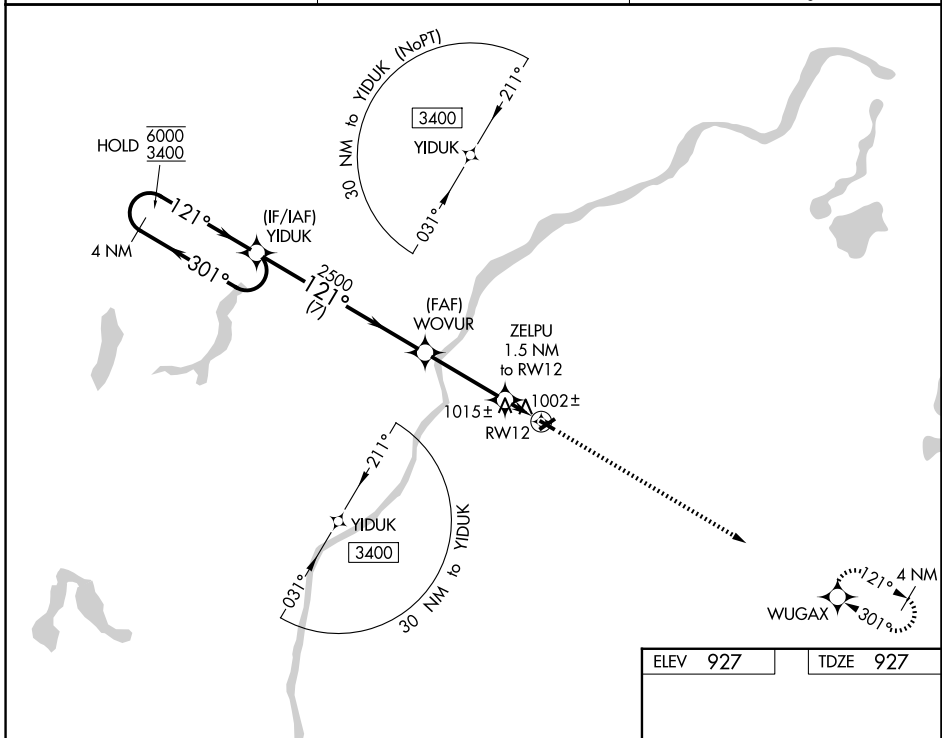 30 NM to YIDUK (NoPT)
211°
3400
YIDUK
031°
HOLD 6000
3400
121°
4 NM
301°
(IF/IAF)
YIDUK
2500
121°
(7)
(FAF)
WOVUR
ZELPU
1.5 NM
to RW12
1015± 1002±
RW12
211°
YIDUK
3400
031°
30 NM to YIDUK
121° 4 NM
WUGAX 301°
ELEV 927 TDZE 927